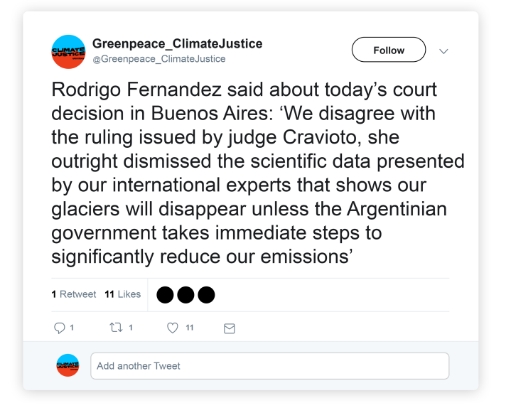 CLIMATE
JUSTICE
Greenpeace_ClimateJustice
@Greenpeace_ClimateJustice
Follow
Rodrigo Fernandez said about today’s court
decision in Buenos Aires: ‘We disagree with
the ruling issued by judge Cravioto, she
outright dismissed the scientific data presented
by our international experts that shows our
glaciers will disappear unless the Argentinian
government takes immediate steps to
significantly reduce our emissions’
1 Retweet 11 Likes
1 1 11
CLIMATE
JUSTICE
Add another Tweet